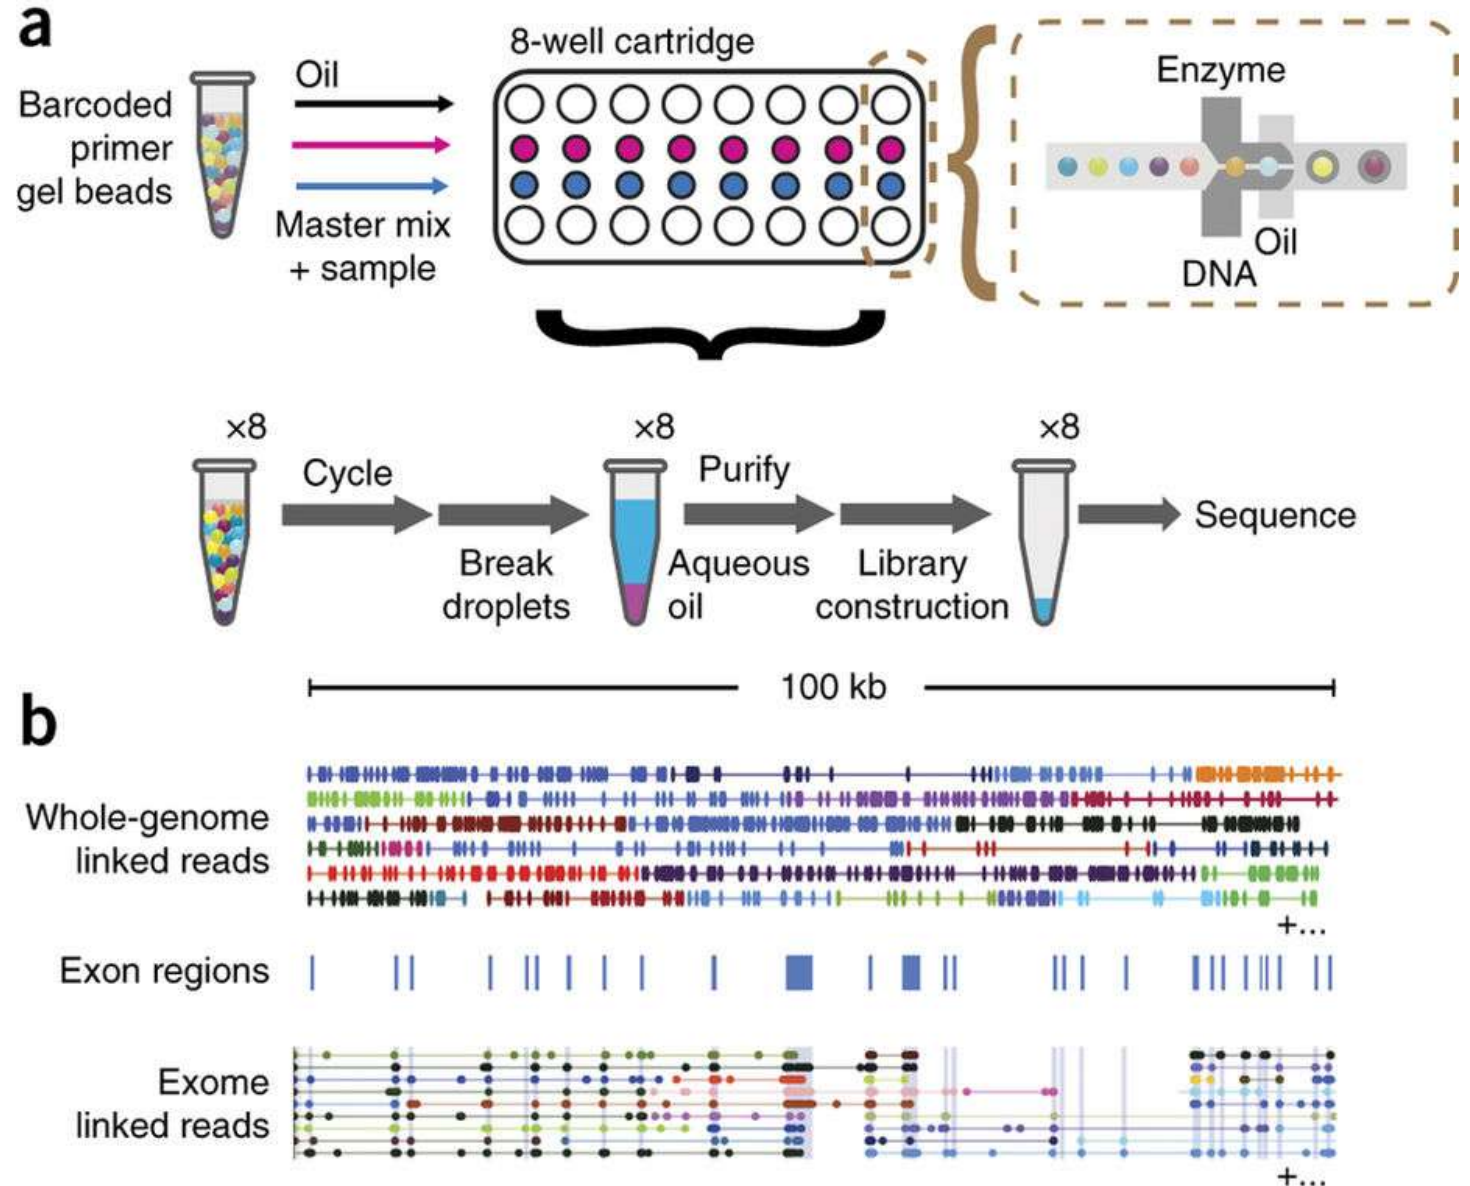 a
Barcoded
primer
gel beads
Oil
Master mix
+ sample
8-well cartridge
Enzyme
Oil
DNA
×8
Cycle
Break
droplets
×8
Purify
Aqueous
oil
Library
construction
×8
Sequence
100 kb
b
Whole-genome
linked reads
+...
Exon regions
Exome
linked reads
+...